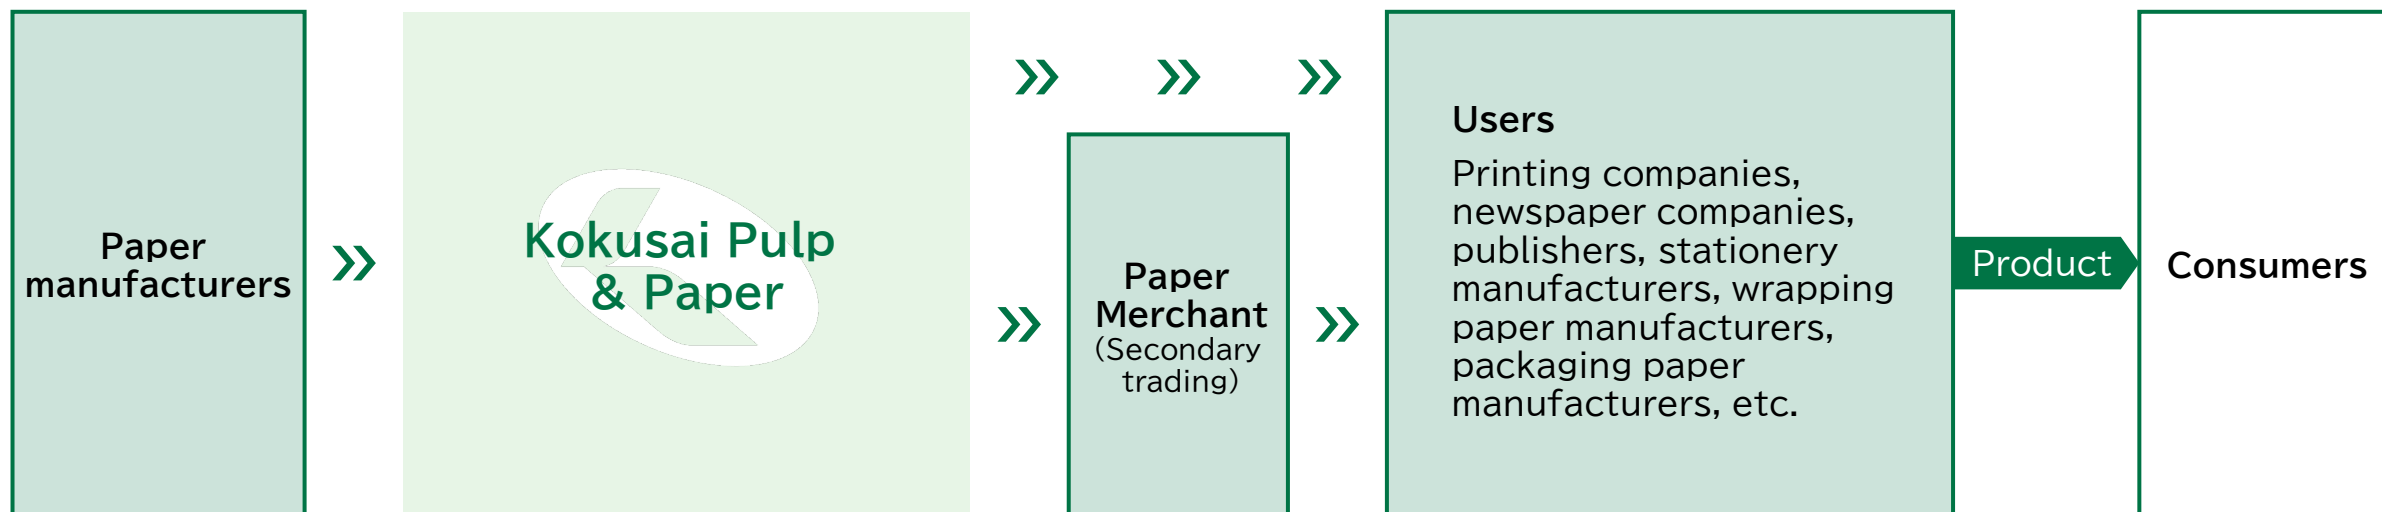 Paper
manufacturers
Kokusai Pulp
& Paper
Paper
Merchant
(Secondary
trading)
Users
Printing companies,
newspaper companies,
publishers, stationery
manufacturers, wrapping
paper manufacturers,
packaging paper
manufacturers, etc.
Product
Consumers